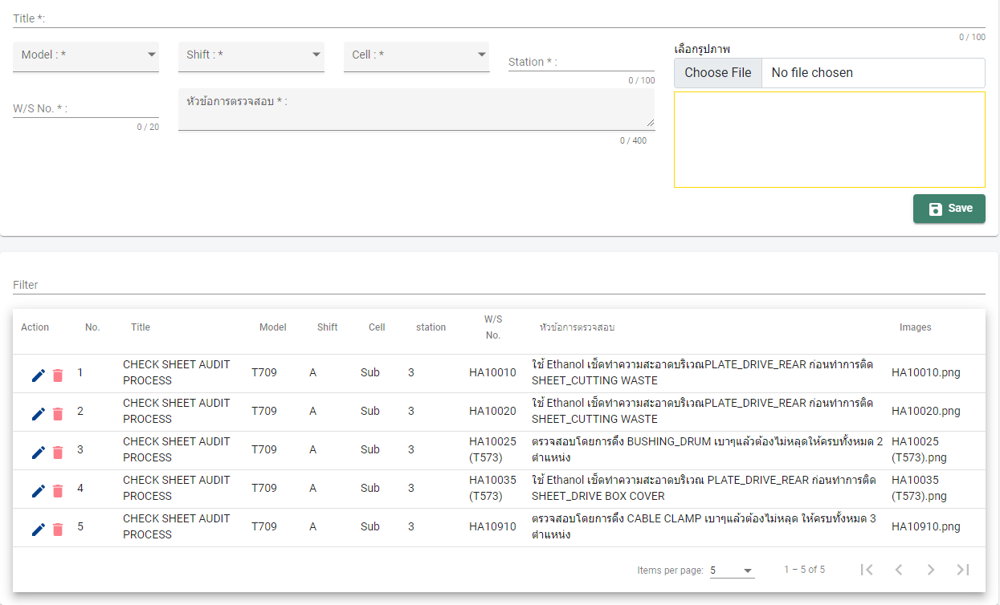 Title *:
0 / 100
Model : *
Shift : *
Cell : *
Station * :
0 / 100
เลือกรูปภาพ
Choose File No file chosen
W/S No. * :
0 / 20
หัวข้อการตรวจสอบ * :
0 / 400
Save
Filter
Action No. Title Model Shift Cell station W/S No. หัวข้อการตรวจสอบ Images
1 CHECK SHEET AUDIT T709 A Sub 3 HA10010 ใช้ Ethanol เช็ดทำความสะอาดบริเวณPLATE_DRIVE_REAR ก่อนทำการติด HA10010.png
PROCESS SHEET_CUTTING WASTE
2 CHECK SHEET AUDIT T709 A Sub 3 HA10020 ใช้ Ethanol เช็ดทำความสะอาดบริเวณPLATE_DRIVE_REAR ก่อนทำการติด HA10020.png
PROCESS SHEET_CUTTING WASTE
3 CHECK SHEET AUDIT T709 A Sub 3 HA10025 ตรวจสอบโดยการดึง BUSHING_DRUM เบาๆแล้วต้องไม่หลุดให้ครบทั้งหมด 2 HA10025
PROCESS (T573) ตำแหน่ง (T573).png
4 CHECK SHEET AUDIT T709 A Sub 3 HA10035 ใช้ Ethanol เช็ดทำความสะอาดบริเวณ PLATE_DRIVE_REAR ก่อนทำการติด HA10035
PROCESS (T573) SHEET_DRIVE BOX COVER (T573).png
5 CHECK SHEET AUDIT T709 A Sub 3 HA10910 ตรวจสอบโดยการดึง CABLE CLAMP เบาๆแล้วต้องไม่หลุด ให้ครบทั้งหมด 3 HA10910.png
PROCESS ตำแหน่ง
Items per page: 5 1 – 5 of 5